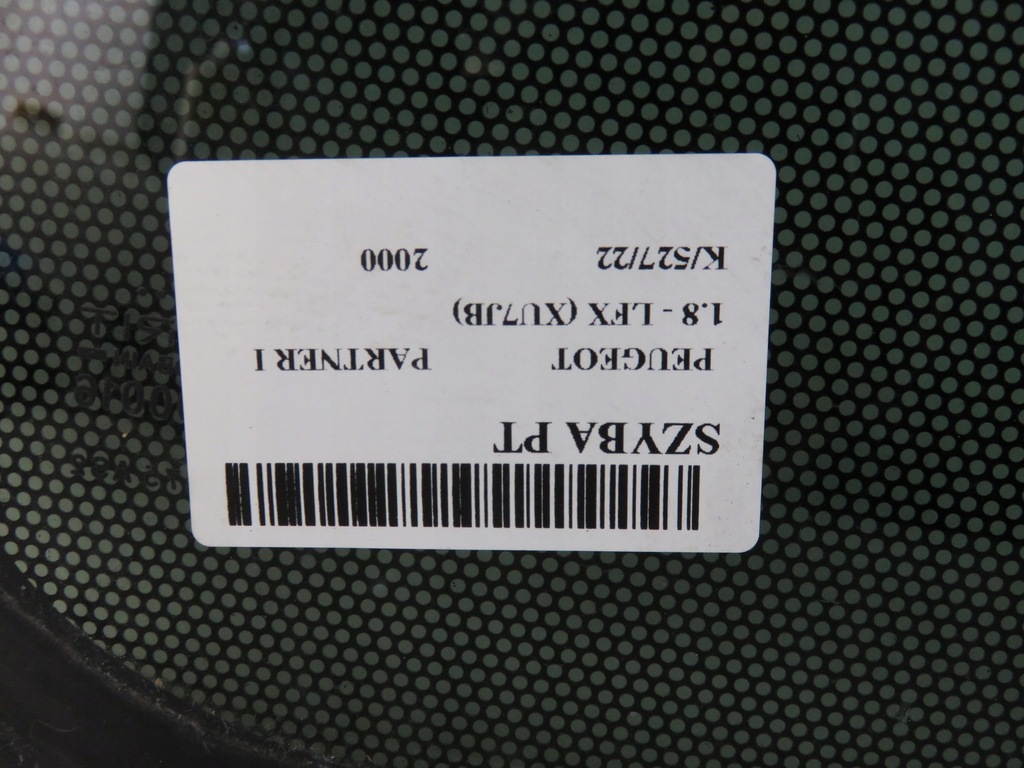 SZYBA PT
PEUGEOT PARTNER I
1.8 - LFX (XU7JB)
K/527/22 2000